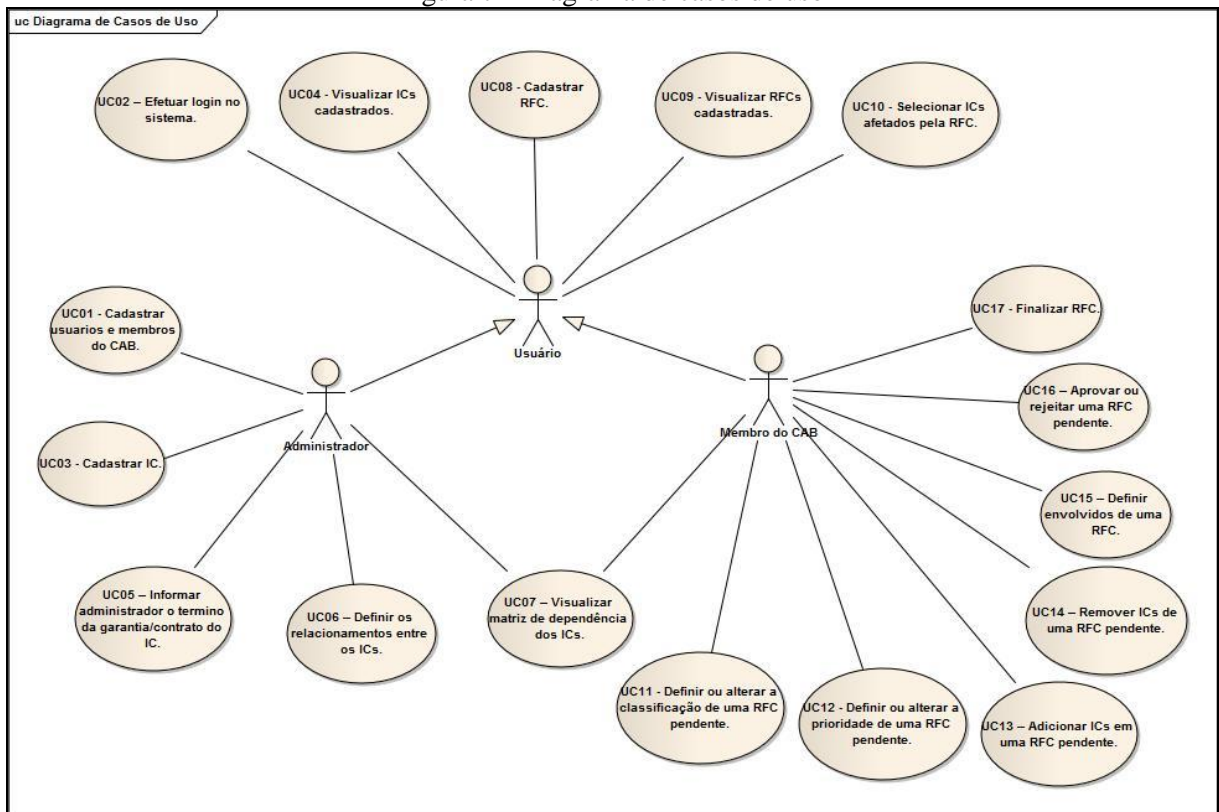 uc Diagrama de Casos de Uso
UC02 – Efetuar login no
sistema.
UC04 - Visualizar ICs
cadastrados.
UC08 - Cadastrar
RFC.
UC09 - Visualizar RFCs
cadastradas.
UC10 - Selecionar ICs
afetados pela RFC.
Usuário
UC01 - Cadastrar
usuarios e membros
do CAB.
UC17 - Finalizar RFC.
UC16 – Aprovar ou
rejeitar uma RFC
pendente.
Administrador
Membro do CAB
UC03 - Cadastrar IC.
UC15 – Definir
envolvidos de uma
RFC.
UC05 – Informar
administrador o termino
da garantia/contrato do
IC.
UC06 – Definir os
relacionamentos entre
os ICs.
UC07 – Visualizar
matriz de dependência
dos ICs.
UC14 – Remover ICs de
uma RFC pendente.
UC11 - Definir ou alterar a
classificação de uma RFC
pendente.
UC12 - Definir ou alterar a
prioridade de uma RFC
pendente.
UC13 – Adicionar ICs em
uma RFC pendente.